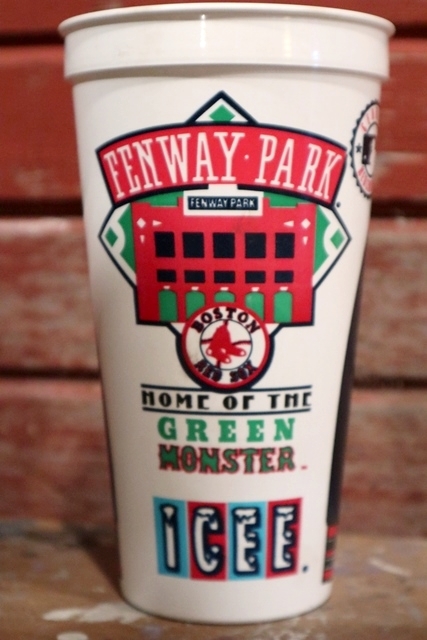 FENWAY·PARK
FENWAY PARK
BOSTON
RED SOX
HOME OF THE
GREEN
MONSTER
ICEE